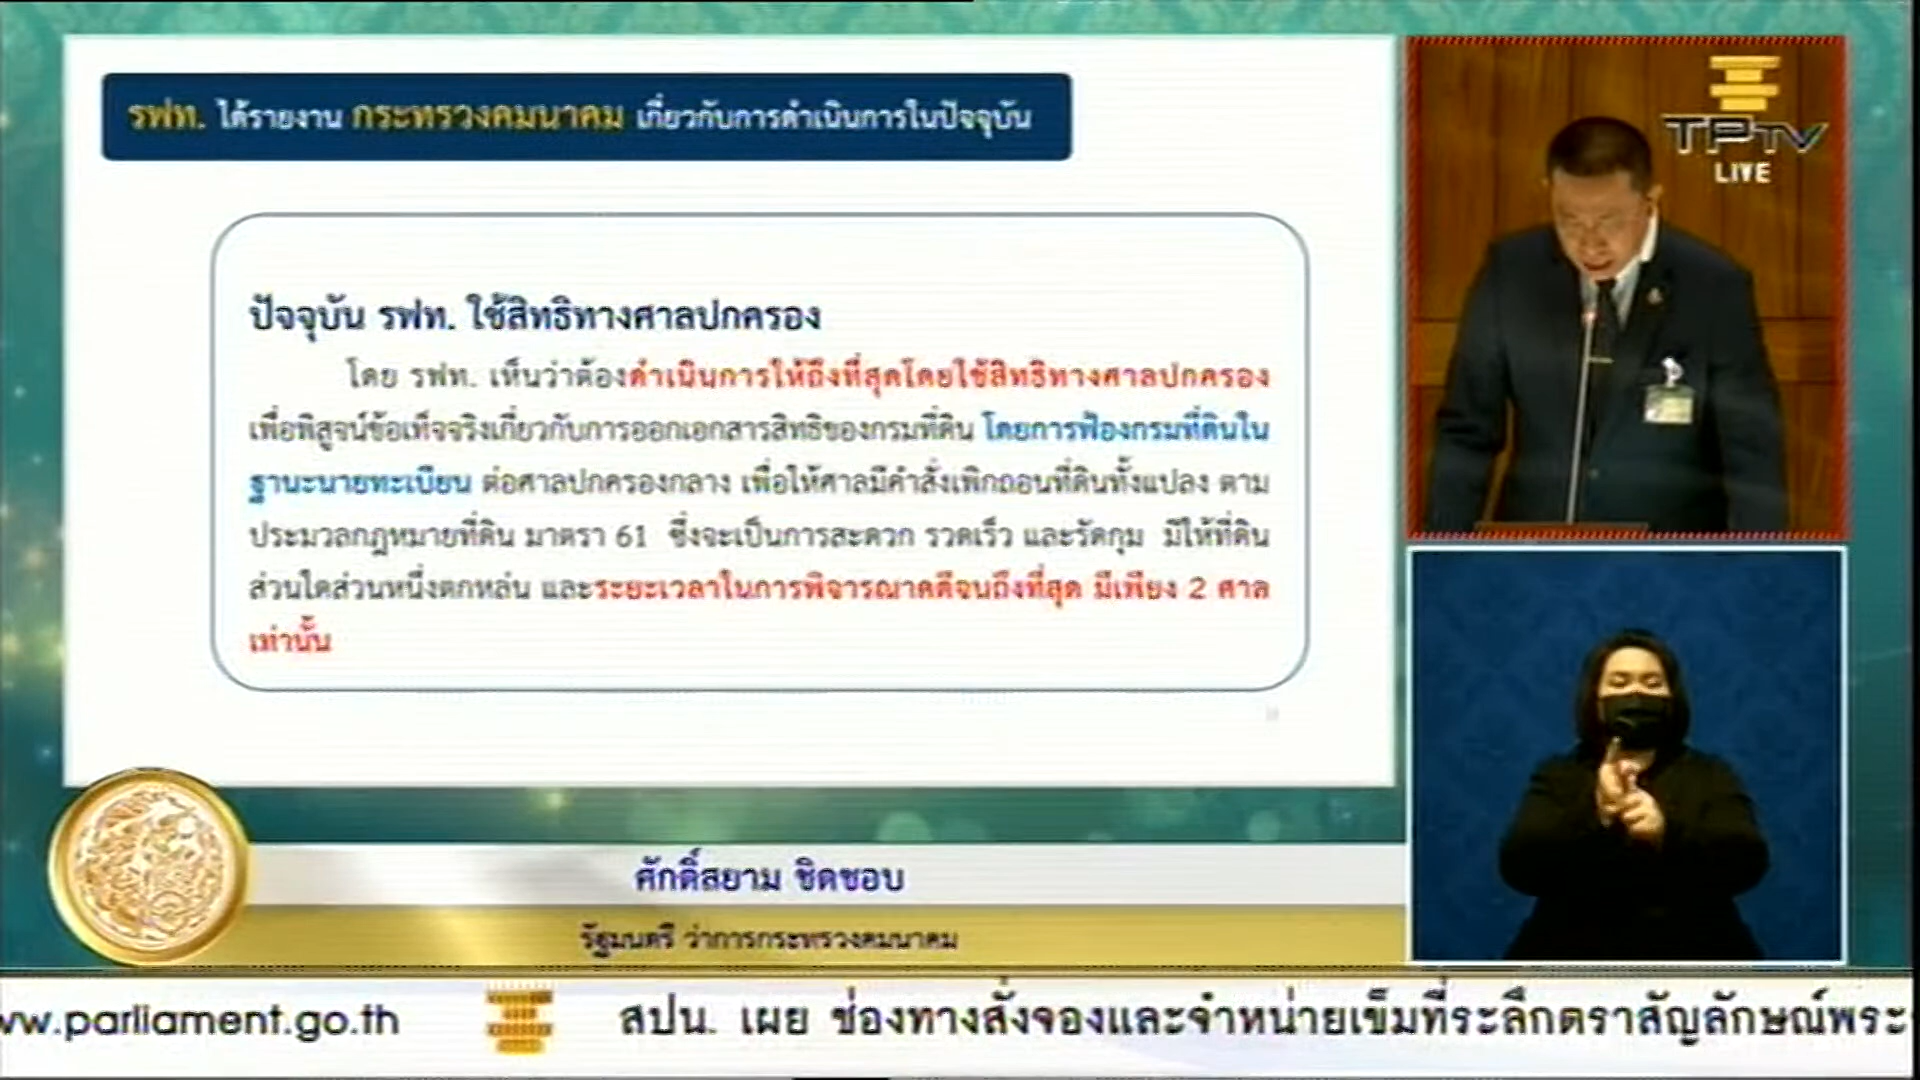 รฟท. ได้รายงาน กระทรวงคมนาคม เกี่ยวกับการดำเนินการในปัจจุบัน
ปัจจุบัน รฟท. ใช้สิทธิทางศาลปกครอง
โดย รฟท. เห็นว่าต้องดำเนินการให้ถึงที่สุดโดยใช้สิทธิทางศาลปกครอง
เพื่อพิสูจน์ข้อเท็จจริงเกี่ยวกับการออกเอกสารสิทธิของกรมที่ดิน โดยการฟ้องกรมที่ดินใน
ฐานะนายทะเบียน ต่อศาลปกครองกลาง เพื่อให้ศาลมีคำสั่งเพิกถอนที่ดินทั้งแปลง ตาม
ประมวลกฎหมายที่ดิน มาตรา 61 ซึ่งจะเป็นการสะดวก รวดเร็ว และรัดกุม มิให้ที่ดิน
ส่วนใดส่วนหนึ่งตกหล่น และระยะเวลาในการพิจารณาคดีจนถึงที่สุด มีเพียง 2 ศาล
เท่านั้น
TPTV
LIVE
ศักดิ์สยาม ชิดชอบ
รัฐมนตรี ว่าการกระทรวงคมนาคม
ww.parliament.go.th สปน. เผย ช่องทางสั่งจองและจำหน่ายเข็มที่ระลึกตราสัญลักษณ์พระ